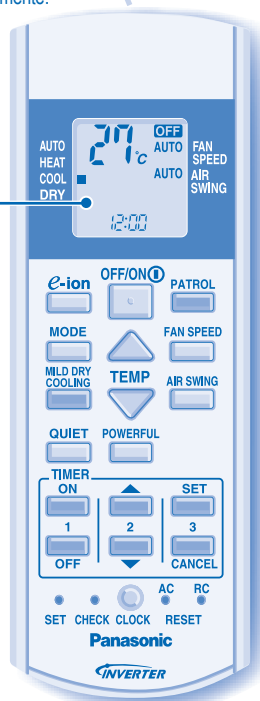 mente.
27°c OFF
AUTO AUTO FAN SPEED
HEAT
COOL AUTO AIR SWING
DRY
12:00
e-ion OFF/ON PATROL
MODE FAN SPEED
MILD DRY COOLING TEMP AIR SWING
QUIET POWERFUL
TIMER
ON SET
1 2 3
OFF CANCEL
AC RC
SET CHECK CLOCK RESET
Panasonic
INVERTER